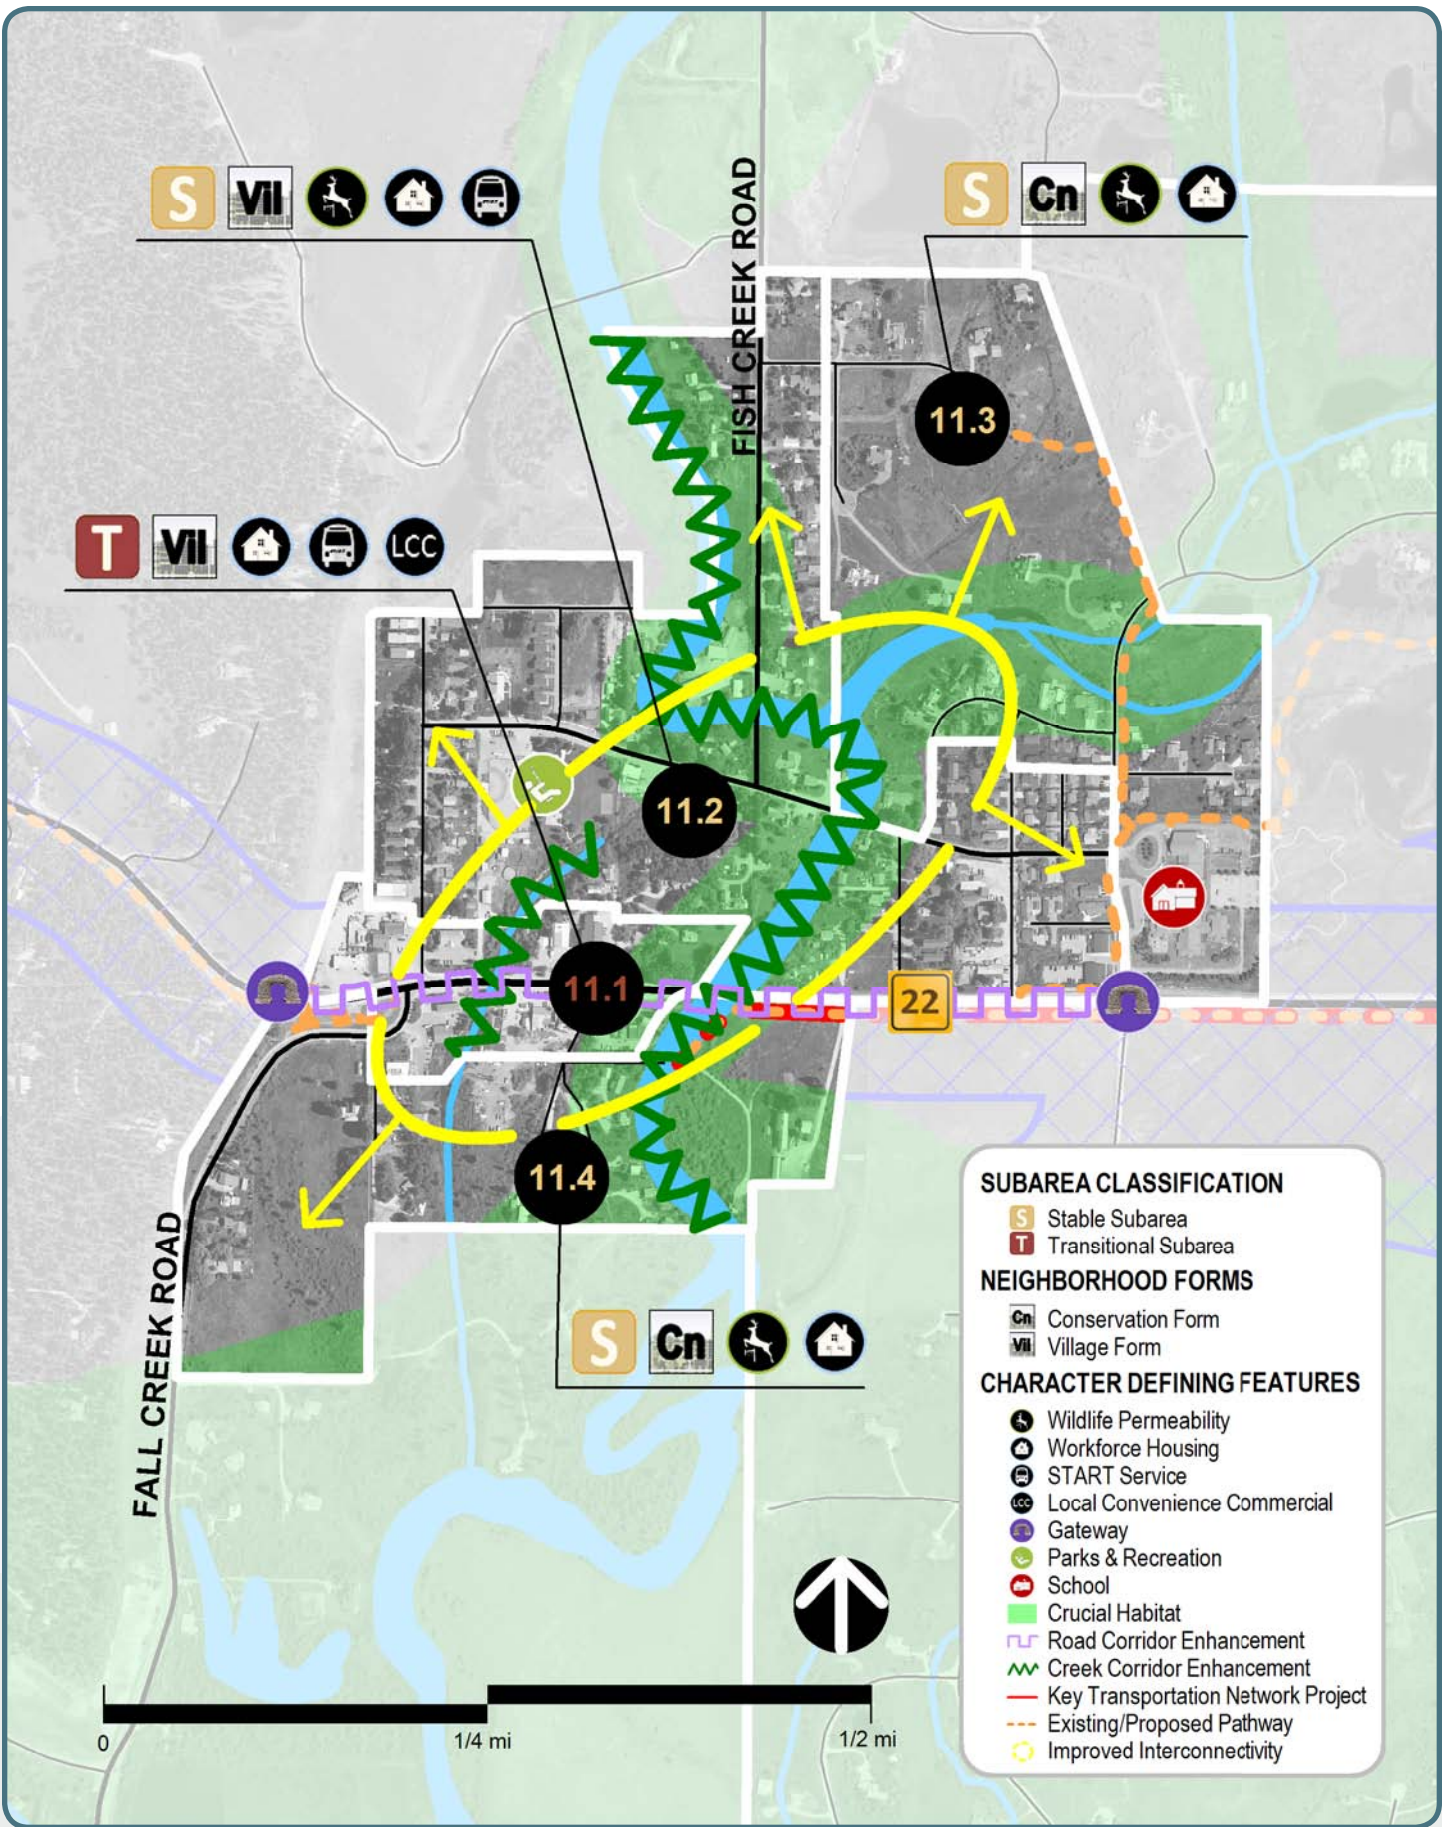 S Vil
S Cn
FISH CREEK ROAD
11.3
T Vil LCC
11.2
11.1
22
11.4
S Cn
FALL CREEK ROAD
SUBAREA CLASSIFICATION
S Stable Subarea
T Transitional Subarea
NEIGHBORHOOD FORMS
Cn Conservation Form
Vil Village Form
CHARACTER DEFINING FEATURES
Wildlife Permeability
Workforce Housing
START Service
LCC Local Convenience Commercial
Gateway
Parks & Recreation
School
Crucial Habitat
Road Corridor Enhancement
Creek Corridor Enhancement
Key Transportation Network Project
Existing/Proposed Pathway
Improved Interconnectivity
0 1/4 mi 1/2 mi